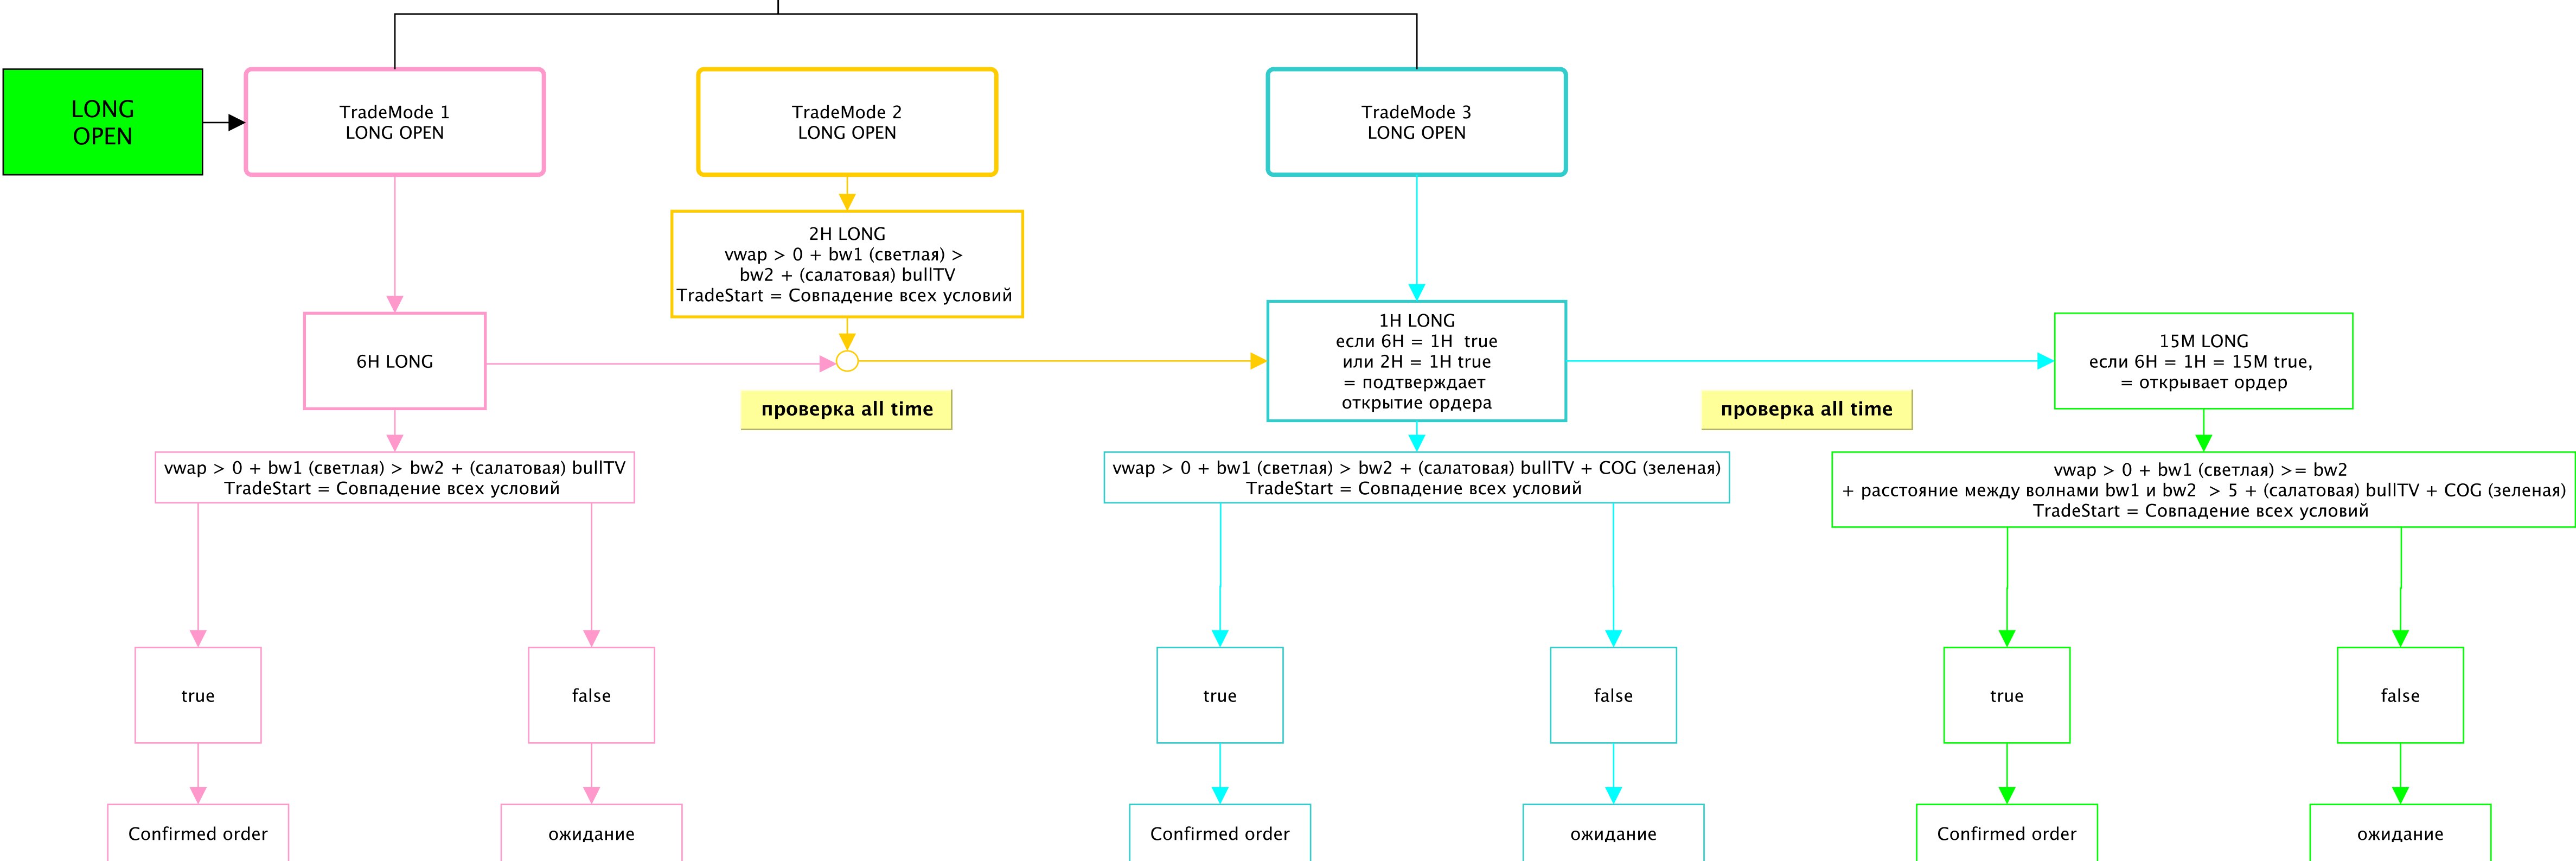 LONG
OPEN
TradeMode 1
LONG OPEN
TradeMode 2
LONG OPEN
TradeMode 3
LONG OPEN
2H LONG
vwap > 0 + bw1 (светлая) >
bw2 + (салатовая) bullTV
TradeStart = Совпадение всех условий
6H LONG
1H LONG
если 6H = 1H true
или 2H = 1H true
= подтверждает
открытие ордера
15M LONG
если 6H = 1H = 15M true,
= открывает ордер
проверка all time
проверка all time
vwap > 0 + bw1 (светлая) > bw2 + (салатовая) bullTV
TradeStart = Совпадение всех условий
vwap > 0 + bw1 (светлая) > bw2 + (салатовая) bullTV + COG (зеленая)
TradeStart = Совпадение всех условий
vwap > 0 + bw1 (светлая) >= bw2
+ расстояние между волнами bw1 и bw2 > 5 + (салатовая) bullTV + COG (зеленая)
TradeStart = Совпадение всех условий
true
false
true
false
true
false
Confirmed order
ожидание
Confirmed order
ожидание
Confirmed order
ожидание